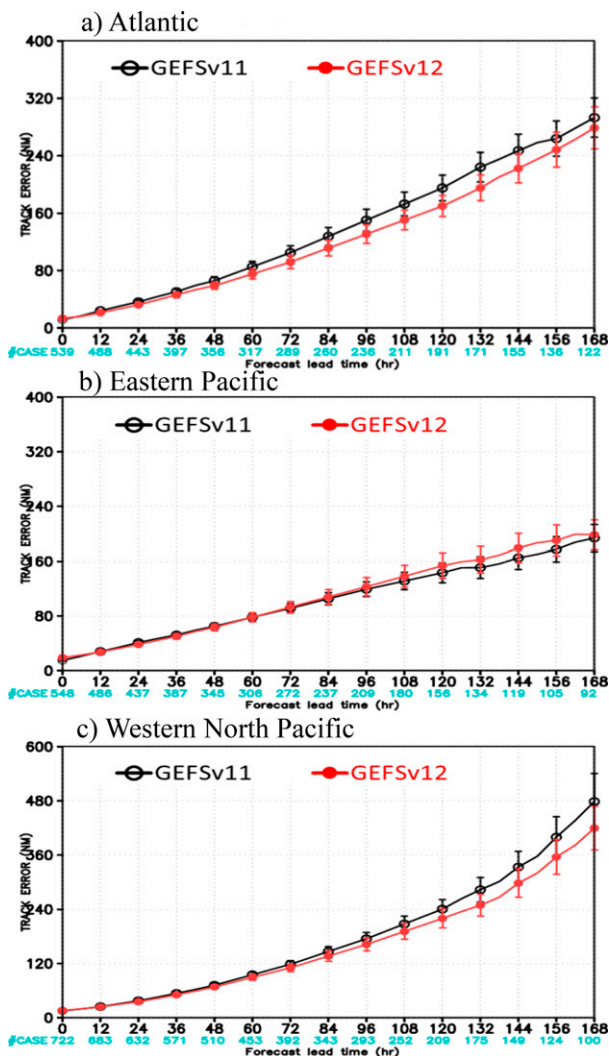 a) Atlantic
GEFSv11 GEFSv12
400
320
240
160
80
0
TRACK ERROR (NM)
0 12 24 36 48 60 72 84 96 108 120 132 144 156 168
#CASE 539 488 443 397 356 317 289 260 236 211 191 171 155 136 122
Forecast lead time (hr)
b) Eastern Pacific
GEFSv11 GEFSv12
400
320
240
160
80
0
TRACK ERROR (NM)
0 12 24 36 48 60 72 84 96 108 120 132 144 156 168
#CASE 548 486 437 387 345 306 272 237 209 180 156 134 119 105 92
Forecast lead time (hr)
c) Western North Pacific
GEFSv11 GEFSv12
600
480
360
240
120
0
TRACK ERROR (NM)
0 12 24 36 48 60 72 84 96 108 120 132 144 156 168
#CASE 722 683 632 571 510 453 392 343 293 252 209 175 149 124 100
Forecast lead time (hr)